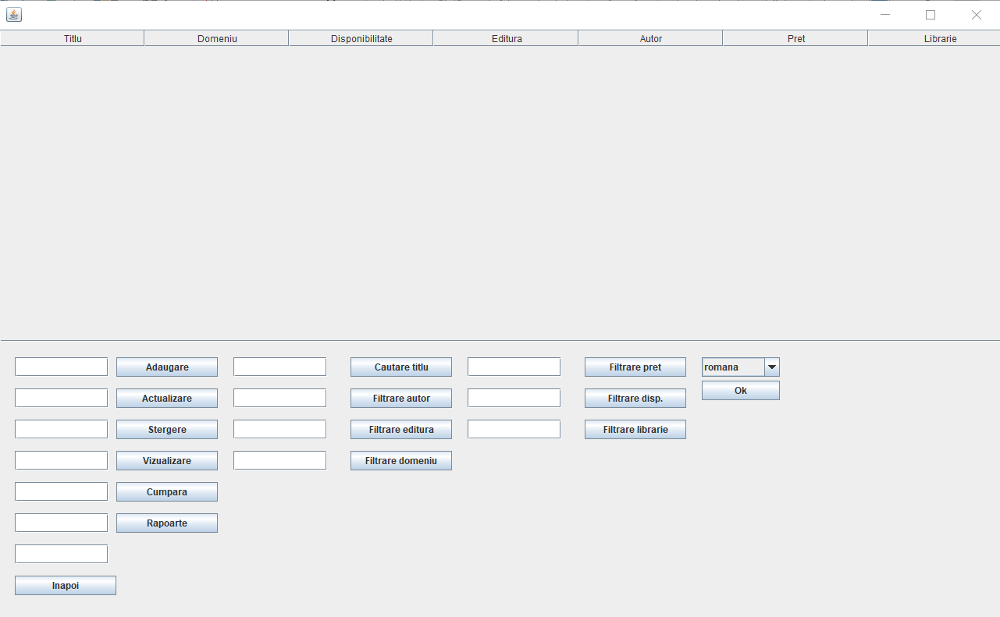 Titlu Domeniu Disponibilitate Editura Autor Pret Librarie
Adaugare Cautare titlu Filtrare pret romana
Ok
Actualizare Filtrare autor Filtrare disp.
Stergere Filtrare editura Filtrare librarie
Vizualizare Filtrare domeniu
Cumpara
Rapoarte
Inapoi